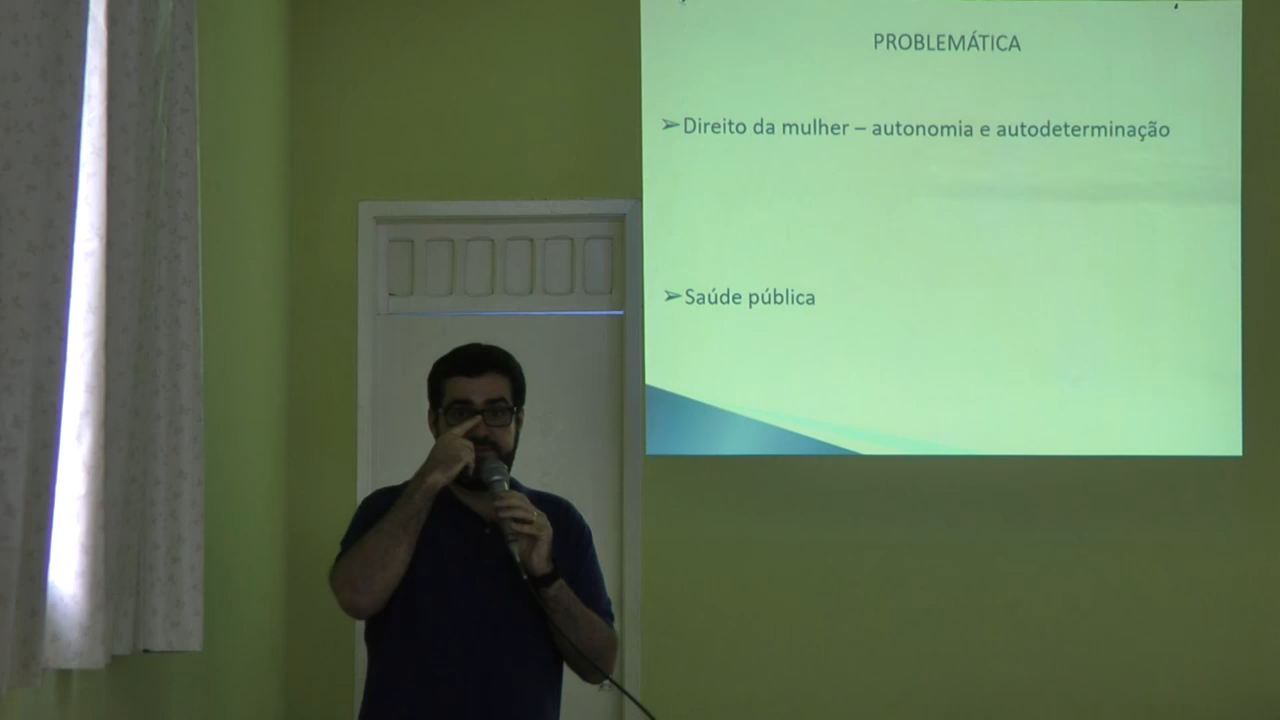 PROBLEMÁTICA
➢Direito da mulher – autonomia e autodeterminação
➢Saúde pública